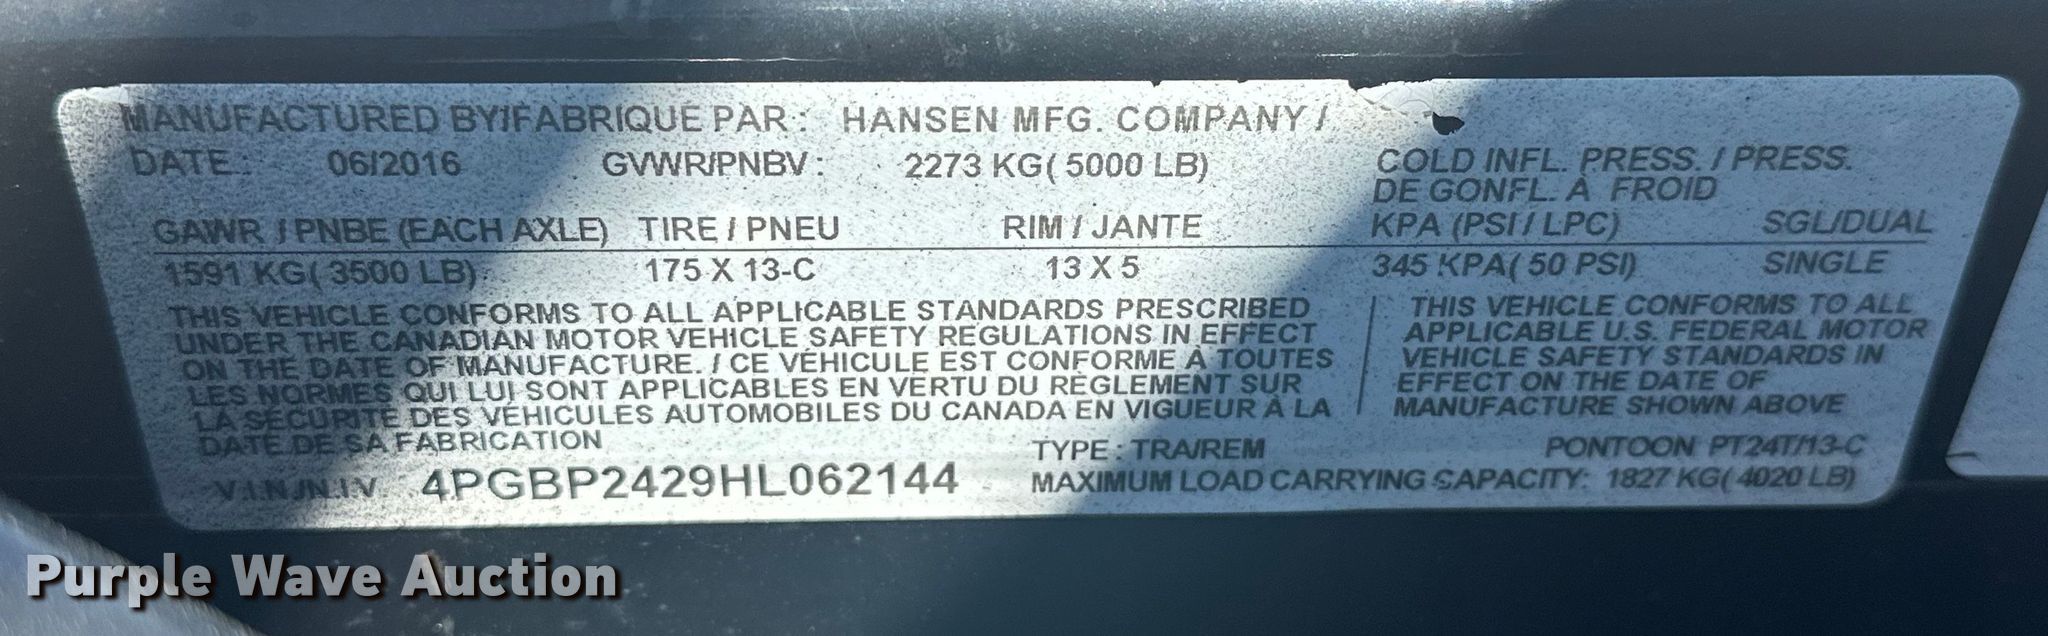 MANUFACTURED BY/FABRIQUE PAR : HANSEN MFG. COMPANY /
DATE : 06/2016 GVWR/PNBV : 2273 KG( 5000 LB) COLD INFL. PRESS. / PRESS.
DE GONFL. À FROID
GAWR / PNBE (EACH AXLE) TIRE / PNEU RIM / JANTE KPA (PSI / LPC) SGL/DUAL
1591 KG( 3500 LB) 175 X 13-C 13 X 5 345 KPA( 50 PSI) SINGLE
THIS VEHICLE CONFORMS TO ALL APPLICABLE STANDARDS PRESCRIBED
UNDER THE CANADIAN MOTOR VEHICLE SAFETY REGULATIONS IN EFFECT
ON THE DATE OF MANUFACTURE. / CE VÉHICULE EST CONFORME À TOUTES
LES NORMES QUI LUI SONT APPLICABLES EN VERTU DU RÈGLEMENT SUR
LA SÉCURITÉ DES VÉHICULES AUTOMOBILES DU CANADA EN VIGUEUR À LA
DATE DE SA FABRICATION
THIS VEHICLE CONFORMS TO ALL
APPLICABLE U.S. FEDERAL MOTOR
VEHICLE SAFETY STANDARDS IN
EFFECT ON THE DATE OF
MANUFACTURE SHOWN ABOVE
TYPE : TRA/REM PONTOON PT24T/13-C
V.I.N./N.I.V. 4PGBP2429HL062144 MAXIMUM LOAD CARRYING CAPACITY: 1827 KG( 4020 LB)
Purple Wave Auction